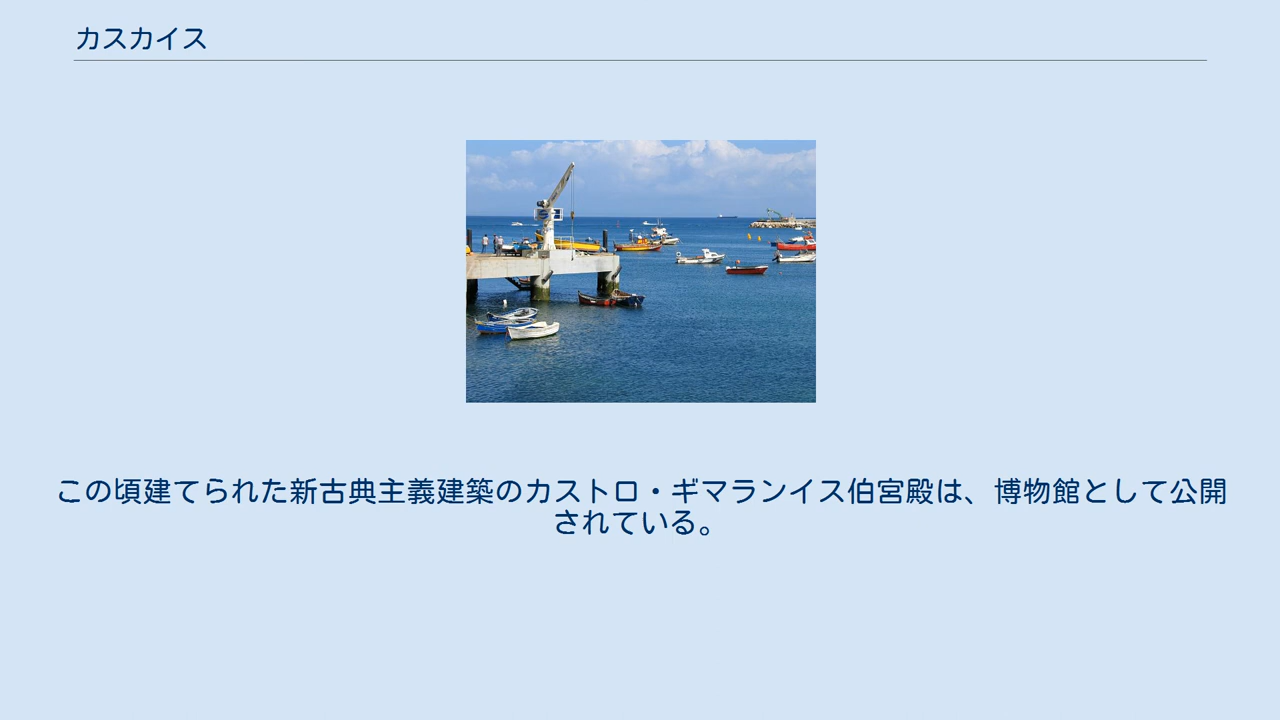 カスカイス
この頃建てられた新古典主義建築のカストロ・ギマランイス伯宮殿は、博物館として公開
されている。